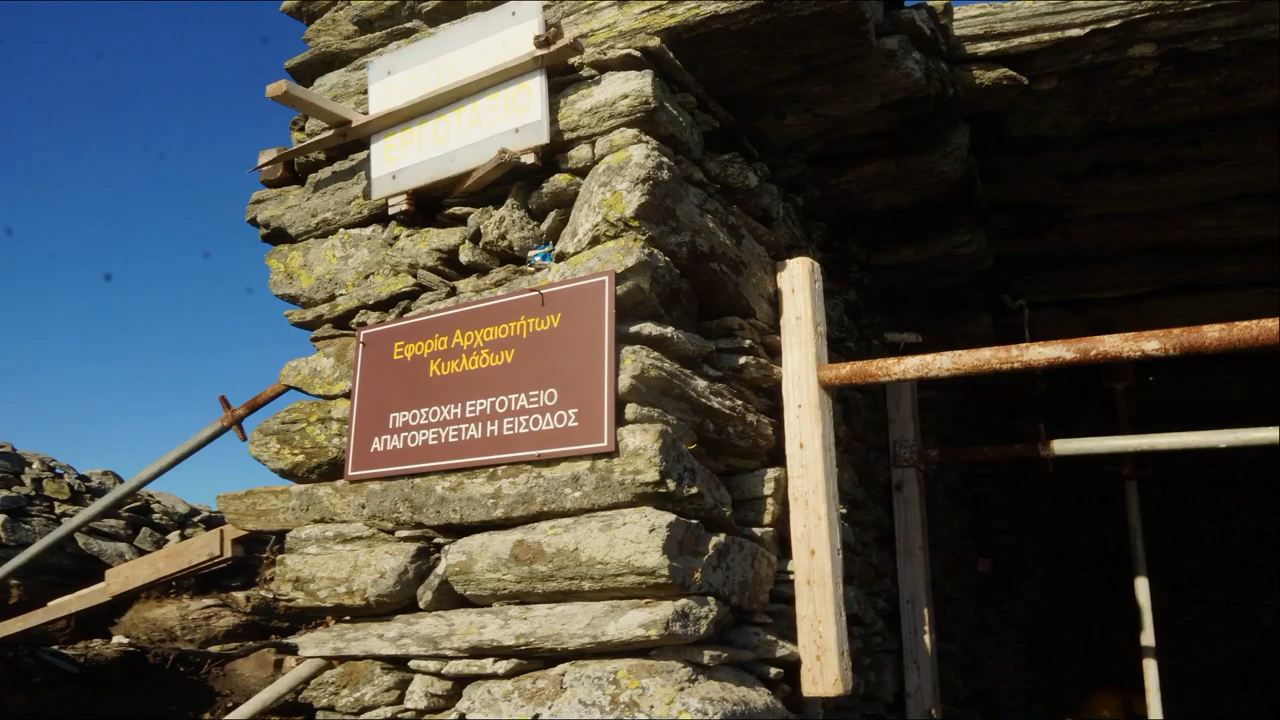 ΕΡΓΟΤΑΞΙΟ
Εφορία Αρχαιοτήτων
Κυκλάδων
ΠΡΟΣΟΧΗ ΕΡΓΟΤΑΞΙΟ
ΑΠΑΓΟΡΕΥΕΤΑΙ Η ΕΙΣΟΔΟΣ